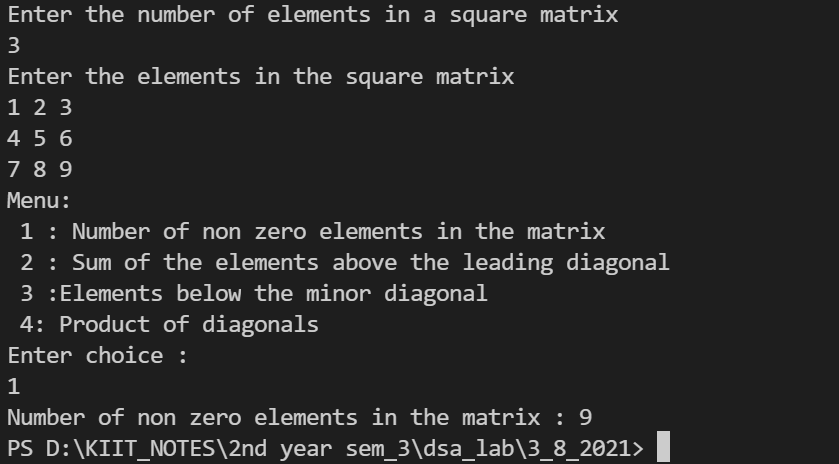 Enter the number of elements in a square matrix
3
Enter the elements in the square matrix
1 2 3
4 5 6
7 8 9
Menu:
 1 : Number of non zero elements in the matrix
 2 : Sum of the elements above the leading diagonal
 3 :Elements below the minor diagonal
 4: Product of diagonals
Enter choice :
1
Number of non zero elements in the matrix : 9
PS D:\KIIT_NOTES\2nd year sem_3\dsa_lab\3_8_2021>